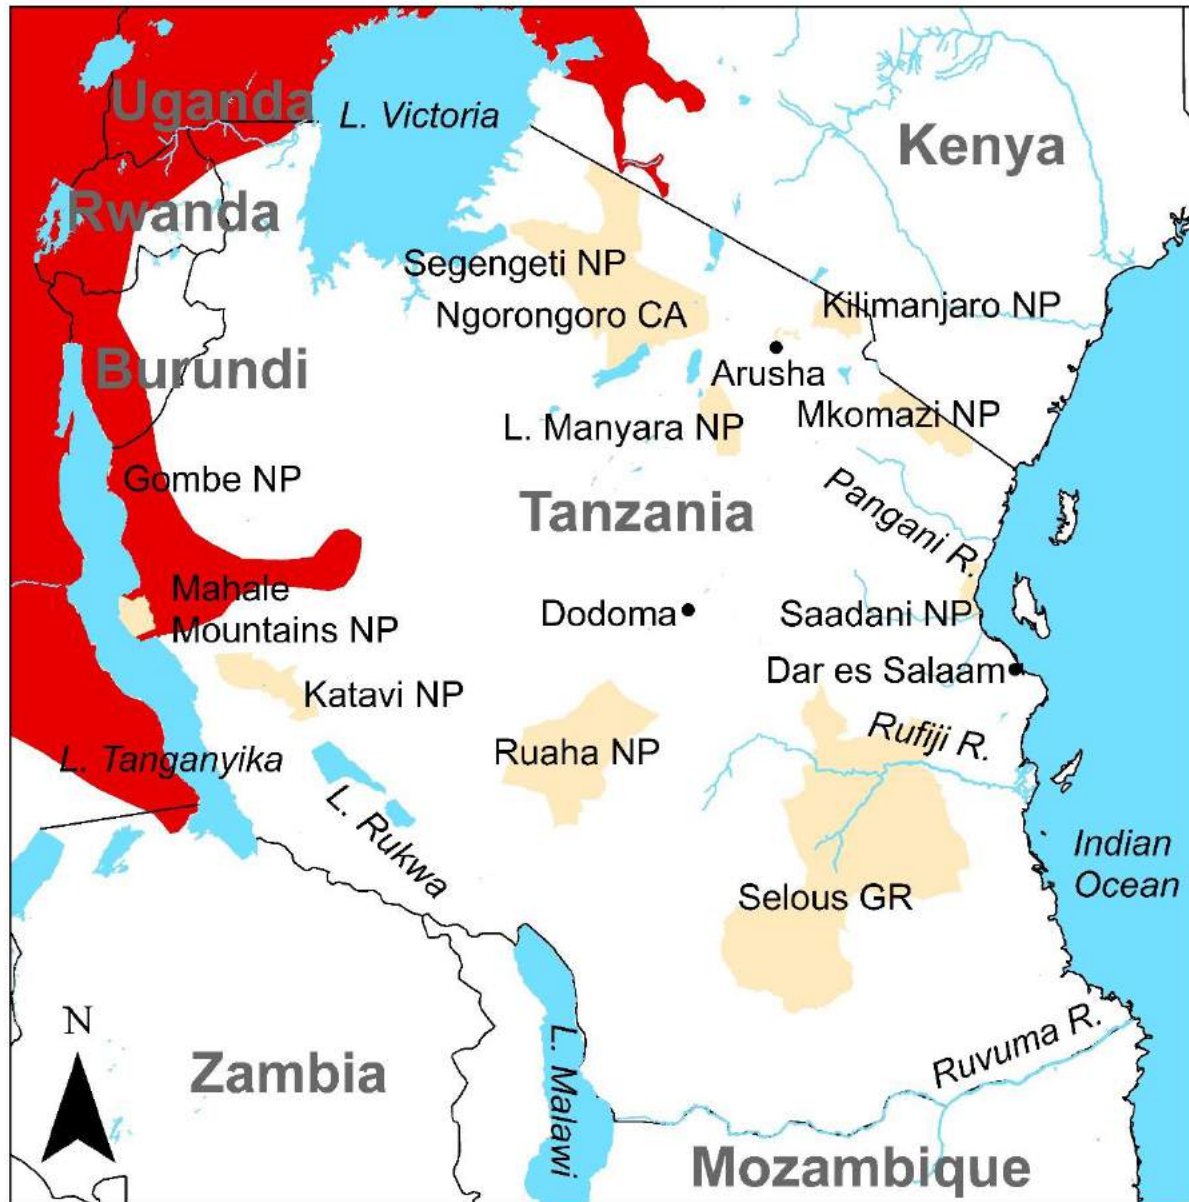 Uganda
L. Victoria
Kenya
Rwanda
Segengeti NP
Ngorongoro CA
Kilimanjaro NP
Burundi
Arusha
L. Manyara NP
Mkomazi NP
Gombe NP
Tanzania
Pangani R.
Mahale
Mountains NP
Dodoma
Saadani NP
Dar es Salaam
Katavi NP
L. Tanganyika
Ruaha NP
Rufiji R.
L. Rukwa
Indian
Ocean
Selous GR
N
Zambia
L. Malawi
Ruvuma R.
Mozambique